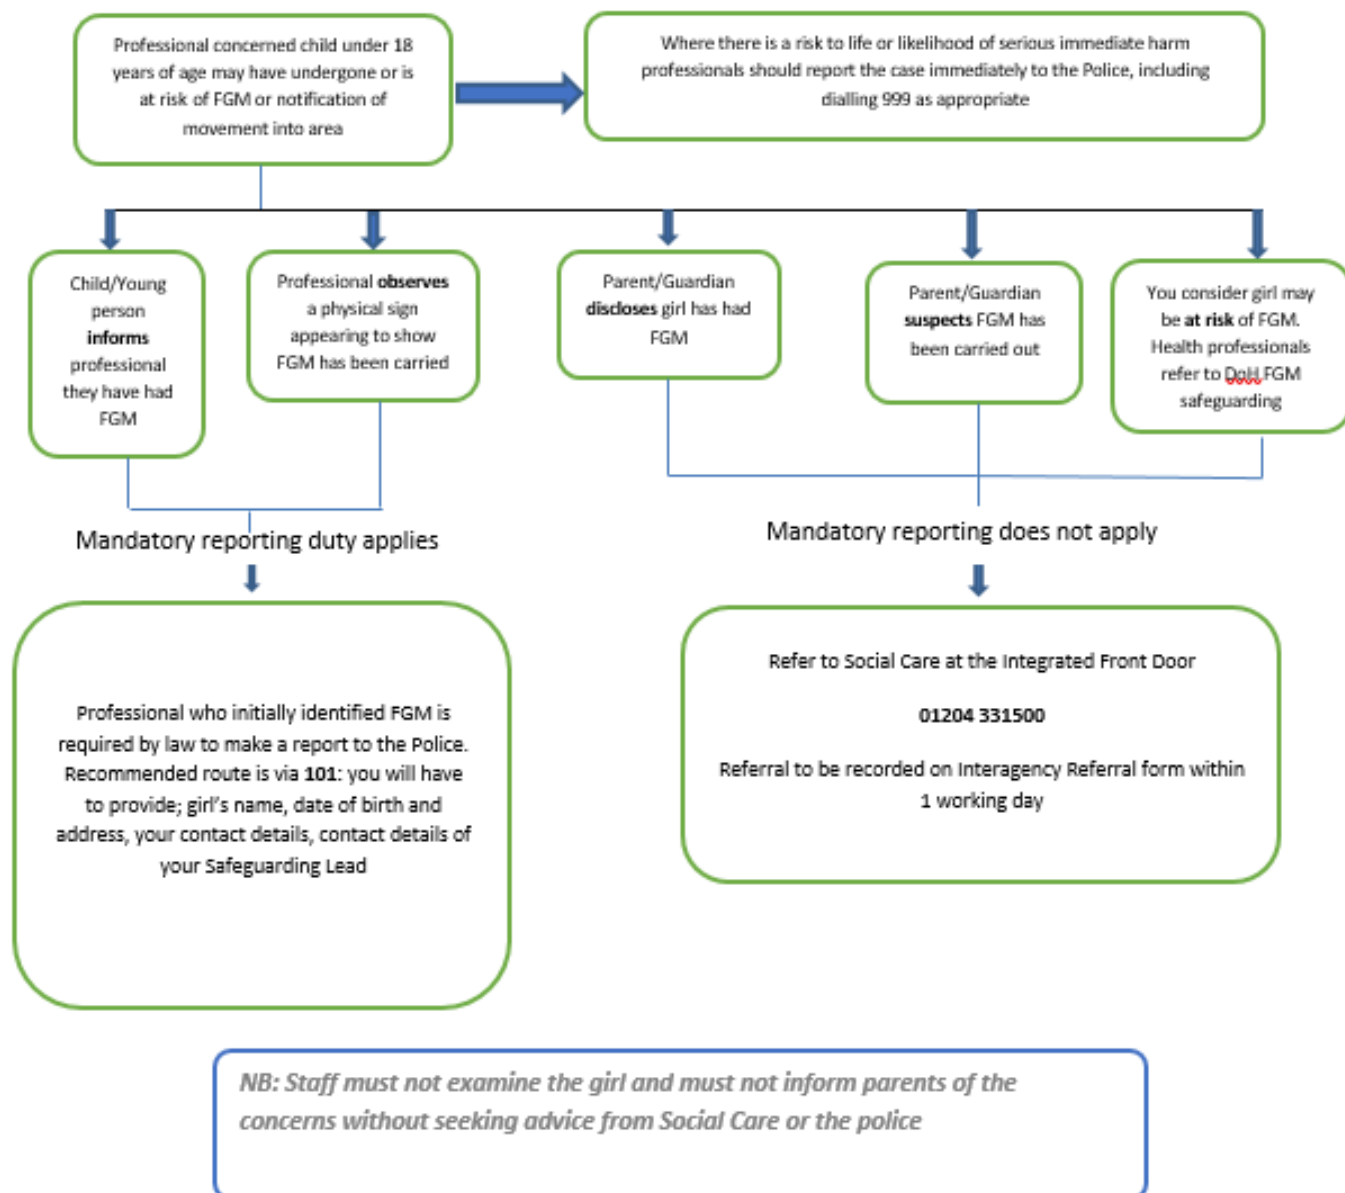 Professional concerned child under 18
years of age may have undergone or is
at risk of FGM or notification of
movement into area
Where there is a risk to life or likelihood of serious immediate harm
professionals should report the case immediately to the Police, including
dialling 999 as appropriate
Child/Young
person
informs
professional
they have had
FGM
Professional observes
a physical sign
appearing to show
FGM has been carried
Parent/Guardian
discloses girl has had
FGM
Parent/Guardian
suspects FGM has
been carried out
You consider girl may
be at risk of FGM.
Health professionals
refer to DoH FGM
safeguarding
Mandatory reporting duty applies
Mandatory reporting does not apply
Professional who initially identified FGM is
required by law to make a report to the Police.
Recommended route is via 101: you will have
to provide; girl's name, date of birth and
address, your contact details, contact details of
your Safeguarding Lead
Refer to Social Care at the Integrated Front Door
01204 331500
Referral to be recorded on Interagency Referral form within
1 working day
NB: Staff must not examine the girl and must not inform parents of the
concerns without seeking advice from Social Care or the police